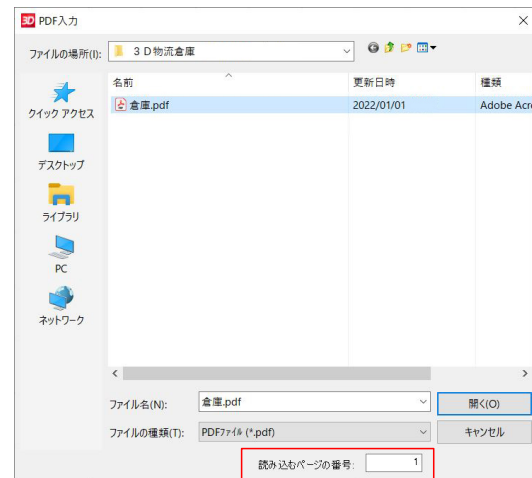 3D PDF入力
ファイルの場所(I): 3D物流倉庫
名前 更新日時 種類
倉庫.pdf 2022/01/01 Adobe Acr
クイック アクセス
デスクトップ
ライブラリ
PC
ネットワーク
ファイル名(N): 倉庫.pdf 開く(O)
ファイルの種類(T): PDFファイル (*.pdf) キャンセル
読み込むページの番号: 1